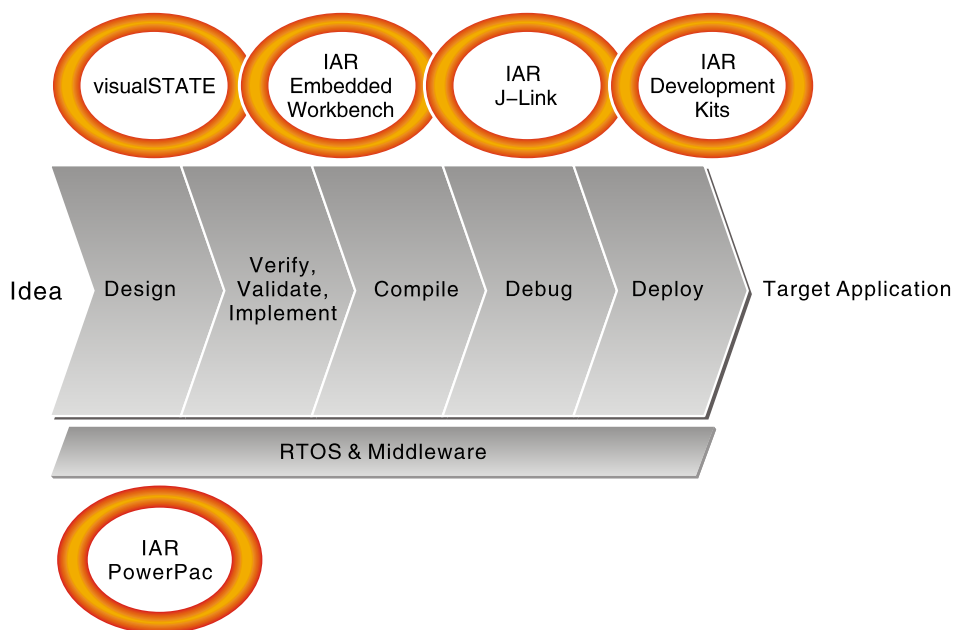 visualSTATE
IAR
Embedded
Workbench
IAR
J-Link
IAR
Development
Kits
Idea
Design
Verify,
Validate,
Implement
Compile
Debug
Deploy
Target Application
RTOS & Middleware
IAR
PowerPac